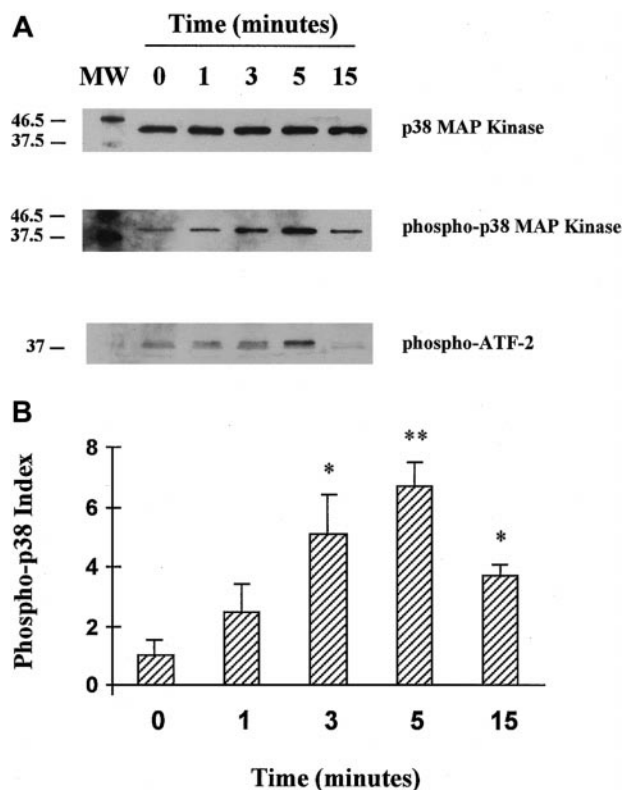 A
Time (minutes)
MW 0 1 3 5 15
46.5 –
37.5 –
p38 MAP Kinase
46.5 –
37.5 –
phospho-p38 MAP Kinase
37 –
phospho-ATF-2
B
Phospho-p38 Index
8
6
4
2
0
*
**
*
0 1 3 5 15
Time (minutes)